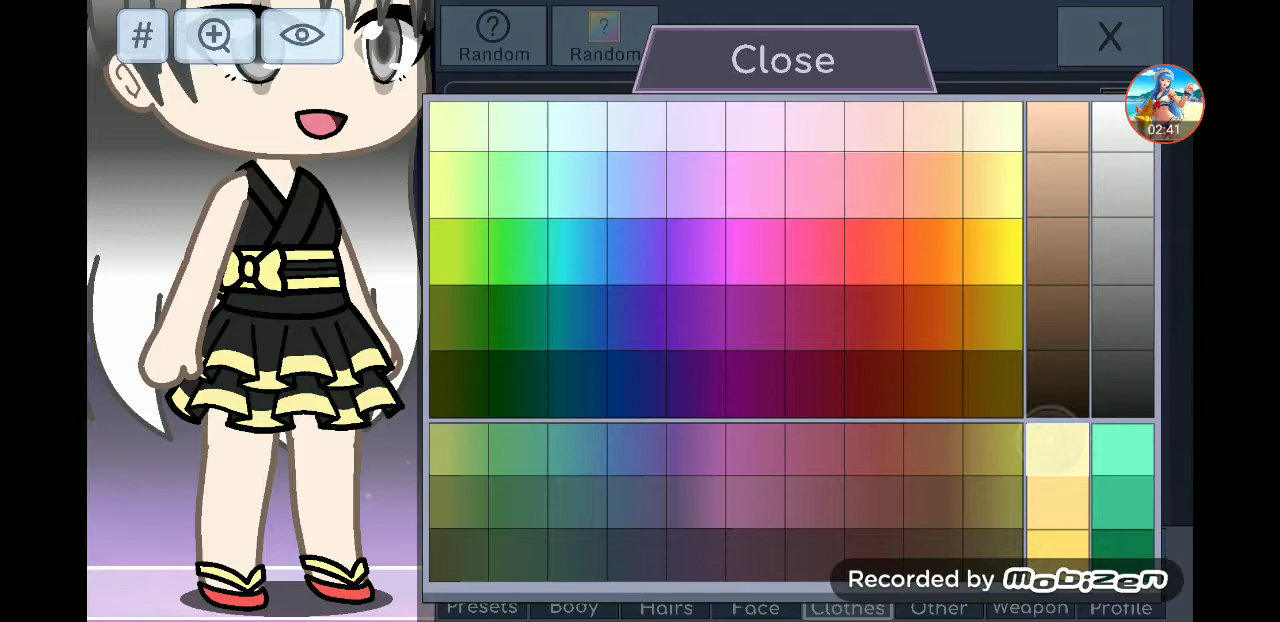 #
?
Random
?
Random
Close
X
02:41
Recorded by mobizen
Presets
Body
Hairs
Face
Clothes
Other
Weapon
Profile